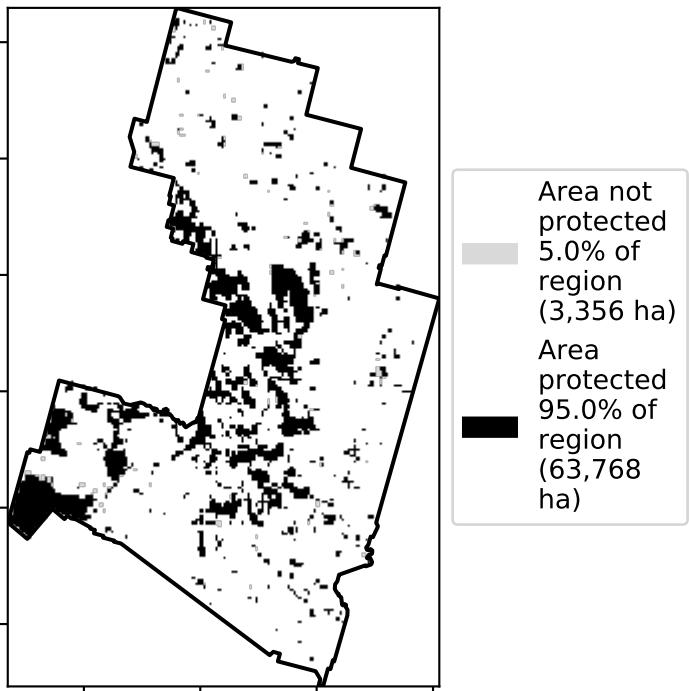 Area not
protected
5.0% of
region
(3,356 ha)
Area
protected
95.0% of
region
(63,768
ha)